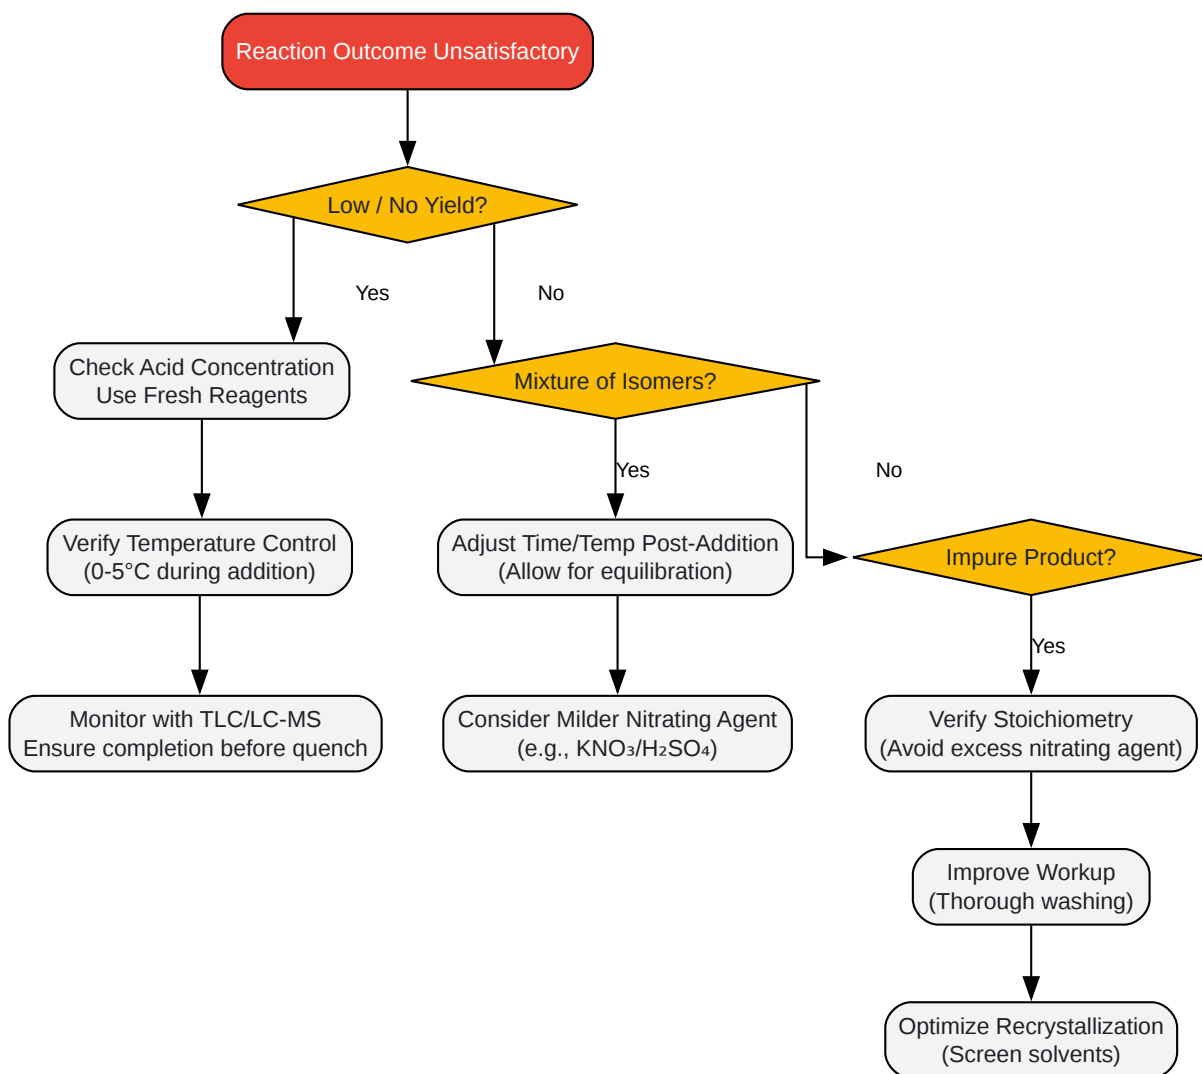 Reaction Outcome Unsatisfactory
Low / No Yield?
Yes
No
Check Acid Concentration
Use Fresh Reagents
Mixture of Isomers?
Yes
No
Verify Temperature Control
(0-5°C during addition)
Adjust Time/Temp Post-Addition
(Allow for equilibration)
Impure Product?
Yes
Monitor with TLC/LC-MS
Ensure completion before quench
Consider Milder Nitrating Agent
(e.g., KNO₃/H₂SO₄)
Verify Stoichiometry
(Avoid excess nitrating agent)
Improve Workup
(Thorough washing)
Optimize Recrystallization
(Screen solvents)